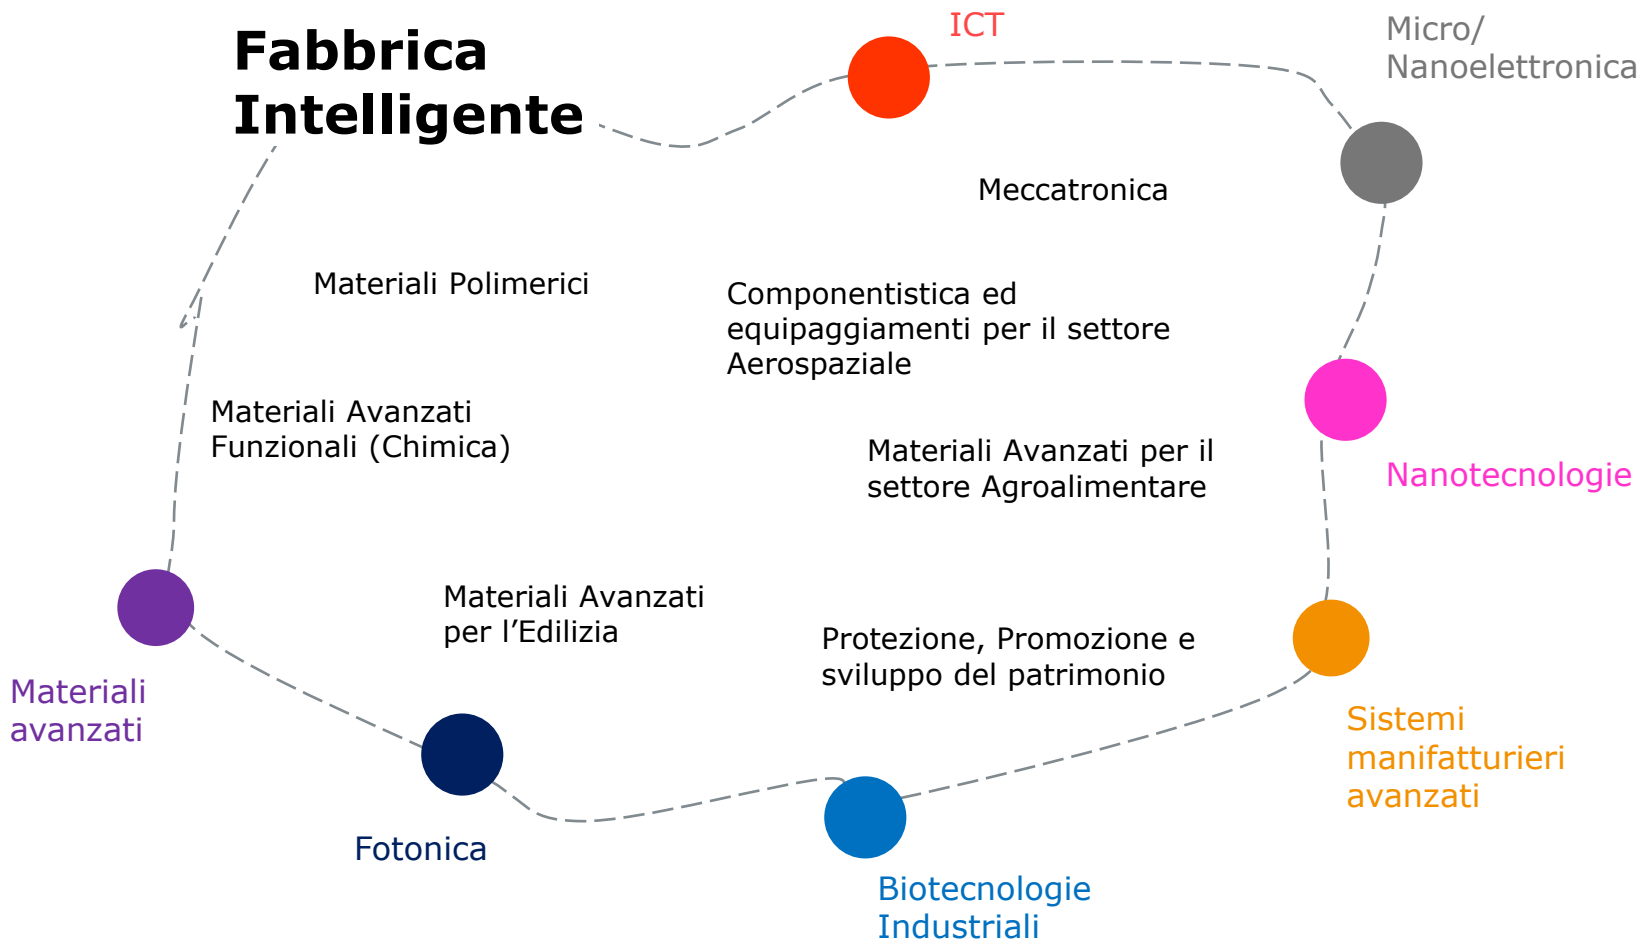 Fabbrica
Intelligente
ICT
Micro/
Nanoelettronica
Meccatronica
Materiali Polimerici
Componentistica ed
equipaggiamenti per il settore
Aerospaziale
Materiali Avanzati
Funzionali (Chimica)
Materiali Avanzati per il
settore Agroalimentare
Nanotecnologie
Materiali Avanzati
per l’Edilizia
Protezione, Promozione e
sviluppo del patrimonio
Materiali
avanzati
Sistemi
manifatturieri
avanzati
Fotonica
Biotecnologie
Industriali